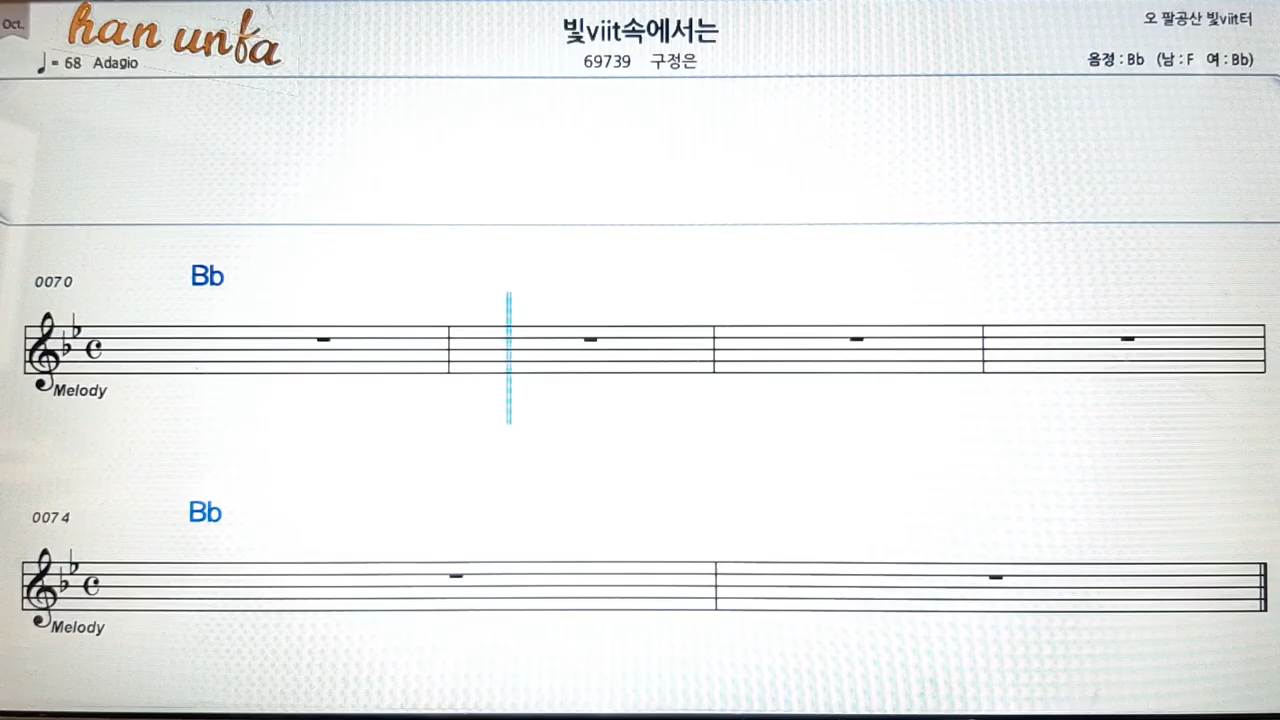 Oct.
han unfa
♩ = 68 Adagio
빛viit속에서는
69739 구정은
오 팔공산 빛viit터
음정 : Bb (남 : F 여 : Bb)
0070 Bb
Melody
0074 Bb
Melody